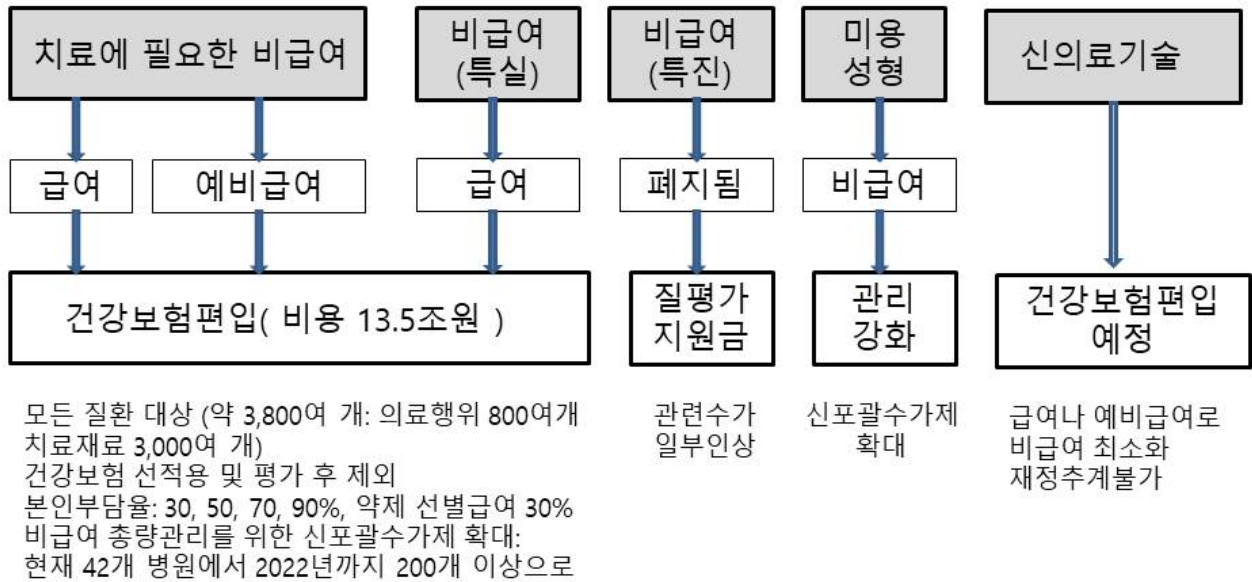 치료에 필요한 비급여
비급여
(특실)
비급여
(특진)
미용
성형
신의료기술
급여
예비급여
급여
폐지됨
비급여
건강보험편입( 비용 13.5조원 )
질평가
지원금
관리
강화
건강보험편입
예정
모든 질환 대상 (약 3,800여 개: 의료행위 800여개
치료재료 3,000여 개)
건강보험 선적용 및 평가 후 제외
본인부담율: 30, 50, 70, 90%, 약제 선별급여 30%
비급여 총량관리를 위한 신포괄수가제 확대:
현재 42개 병원에서 2022년까지 200개 이상으로
관련수가
일부인상
신포괄수가제
확대
급여나 예비급여로
비급여 최소화
재정추계불가